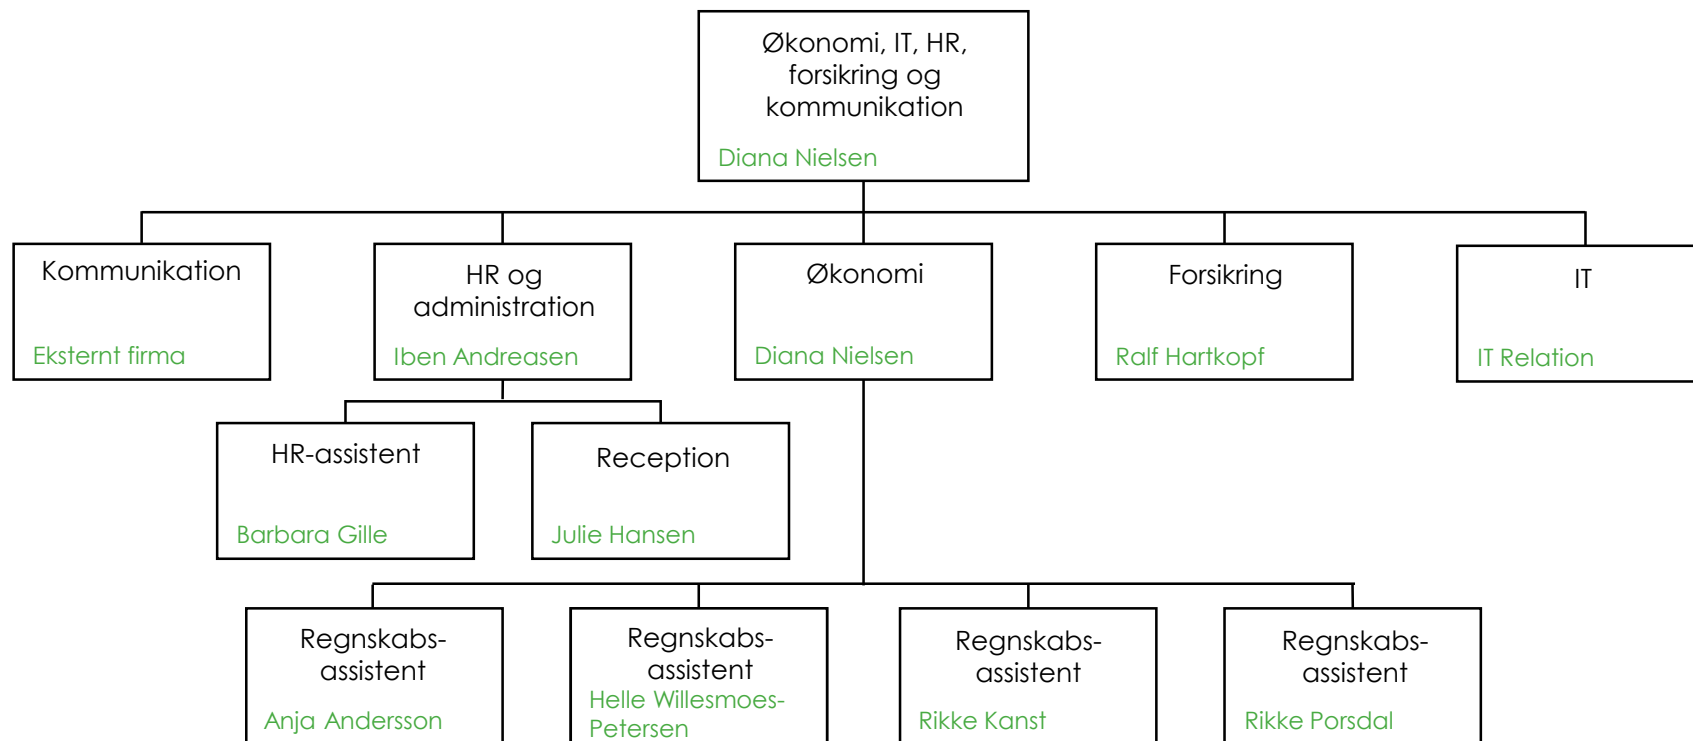 Økonomi, IT, HR,
forsikring og
kommunikation
Diana Nielsen
Kommunikation
Eksternt firma
HR og
administration
Iben Andreasen
Økonomi
Diana Nielsen
Forsikring
Ralf Hartkopf
IT
IT Relation
HR-assistent
Barbara Gille
Reception
Julie Hansen
Regnskabs-
assistent
Anja Andersson
Regnskabs-
assistent
Helle Willesmoes-
Petersen
Regnskabs-
assistent
Rikke Kanst
Regnskabs-
assistent
Rikke Porsdal